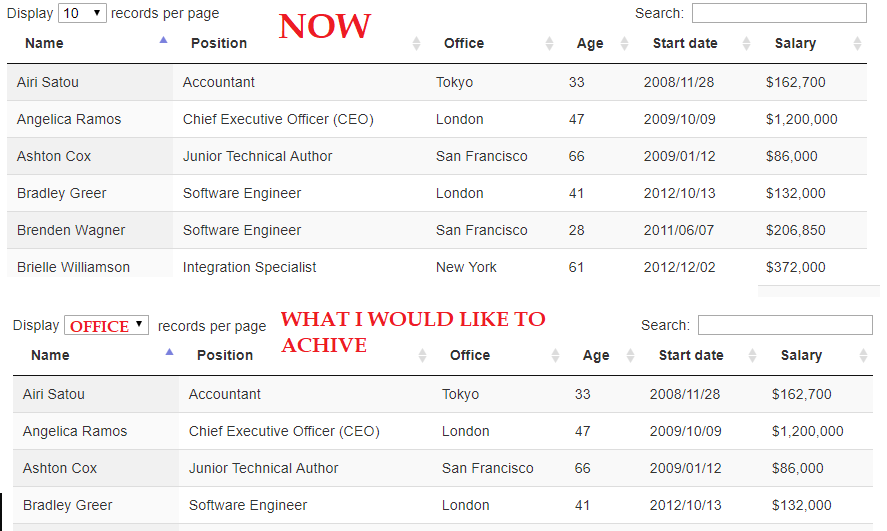 Display 10 records per page NOW Search:
Name Position Office Age Start date Salary
Airi Satou Accountant Tokyo 33 2008/11/28 $162,700
Angelica Ramos Chief Executive Officer (CEO) London 47 2009/10/09 $1,200,000
Ashton Cox Junior Technical Author San Francisco 66 2009/01/12 $86,000
Bradley Greer Software Engineer London 41 2012/10/13 $132,000
Brenden Wagner Software Engineer San Francisco 28 2011/06/07 $206,850
Brielle Williamson Integration Specialist New York 61 2012/12/02 $372,000
Display OFFICE records per page WHAT I WOULD LIKE TO Search:
ACHIVE
Name Position Office Age Start date Salary
Airi Satou Accountant Tokyo 33 2008/11/28 $162,700
Angelica Ramos Chief Executive Officer (CEO) London 47 2009/10/09 $1,200,000
Ashton Cox Junior Technical Author San Francisco 66 2009/01/12 $86,000
Bradley Greer Software Engineer London 41 2012/10/13 $132,000